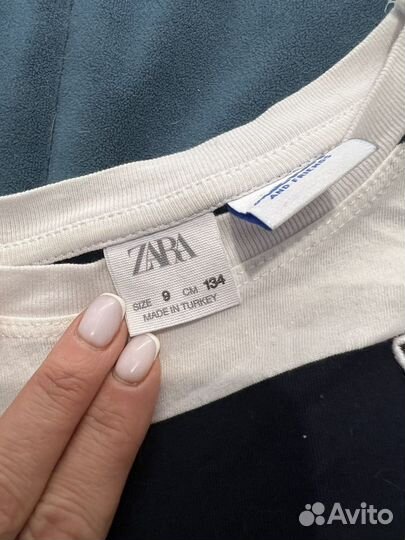 AND FRIENDS
ZARA
SIZE 9 CM 134
MADE IN TURKEY
Avito